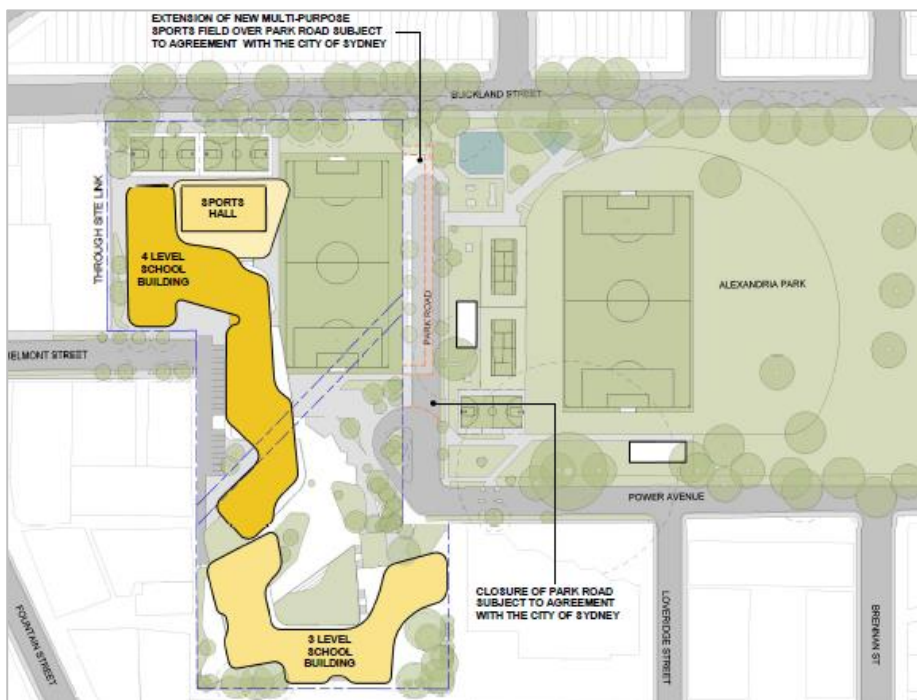 EXTENSION OF NEW MULTI-PURPOSE
SPORTS FIELD OVER PARK ROAD SUBJECT
TO AGREEMENT WITH THE CITY OF SYDNEY
BUCKLAND STREET
THROUGH SITE LINK
SPORTS
HALL
4 LEVEL
SCHOOL
BUILDING
ALEXANDRIA PARK
PARK ROAD
BELMONT STREET
POWER AVENUE
CLOSURE OF PARK ROAD
SUBJECT TO AGREEMENT
WITH THE CITY OF SYDNEY
3 LEVEL
SCHOOL
BUILDING
FOUNTAIN STREET
LOVERIDGE STREET
BRENNAN ST